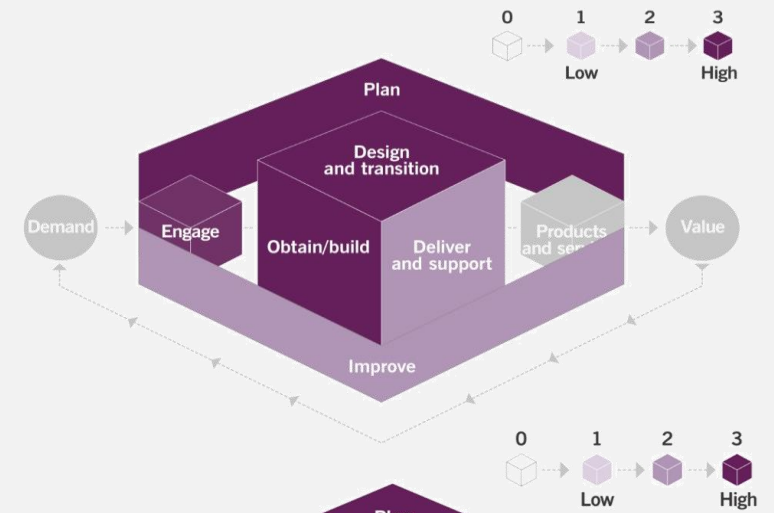 0 1 2 3
Low High
Plan
Design
and transition
Demand
Engage
Obtain/build
Deliver
and support
Products
and
Value
Improve
0 1 2 3
Low High